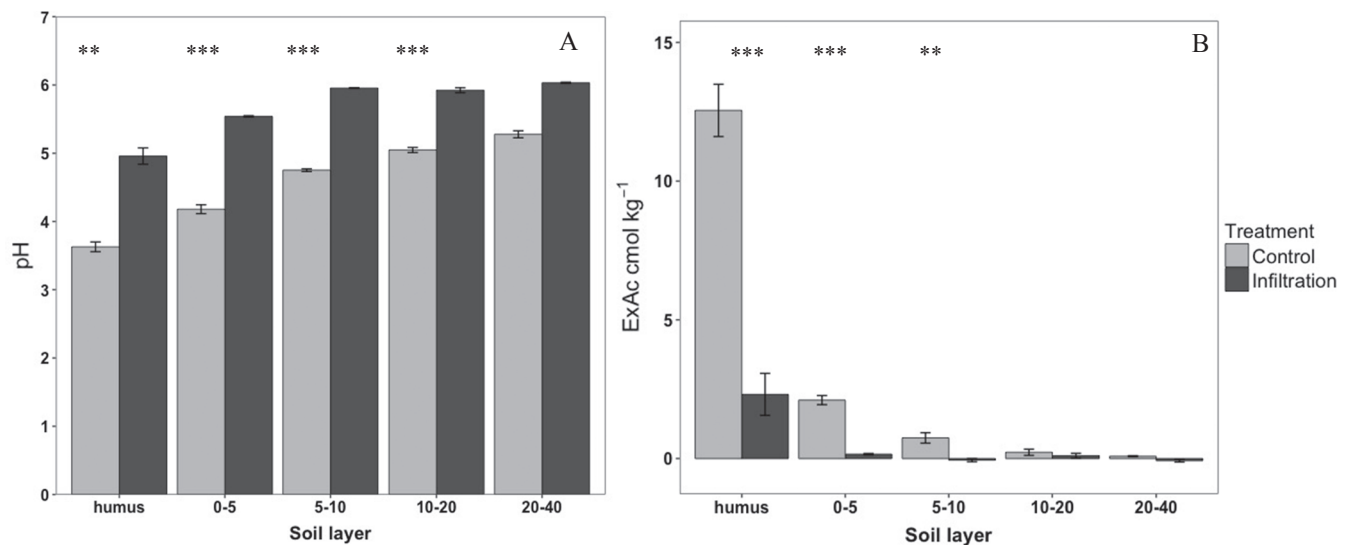 ** *** *** *** A
7
6
5
4
3
2
1
0
pH
humus 0-5 5-10 10-20 20-40
Soil layer
*** *** ** B
15
10
5
0
ExAc cmol kg⁻¹
humus 0-5 5-10 10-20 20-40
Soil layer
Treatment
Control
Infiltration